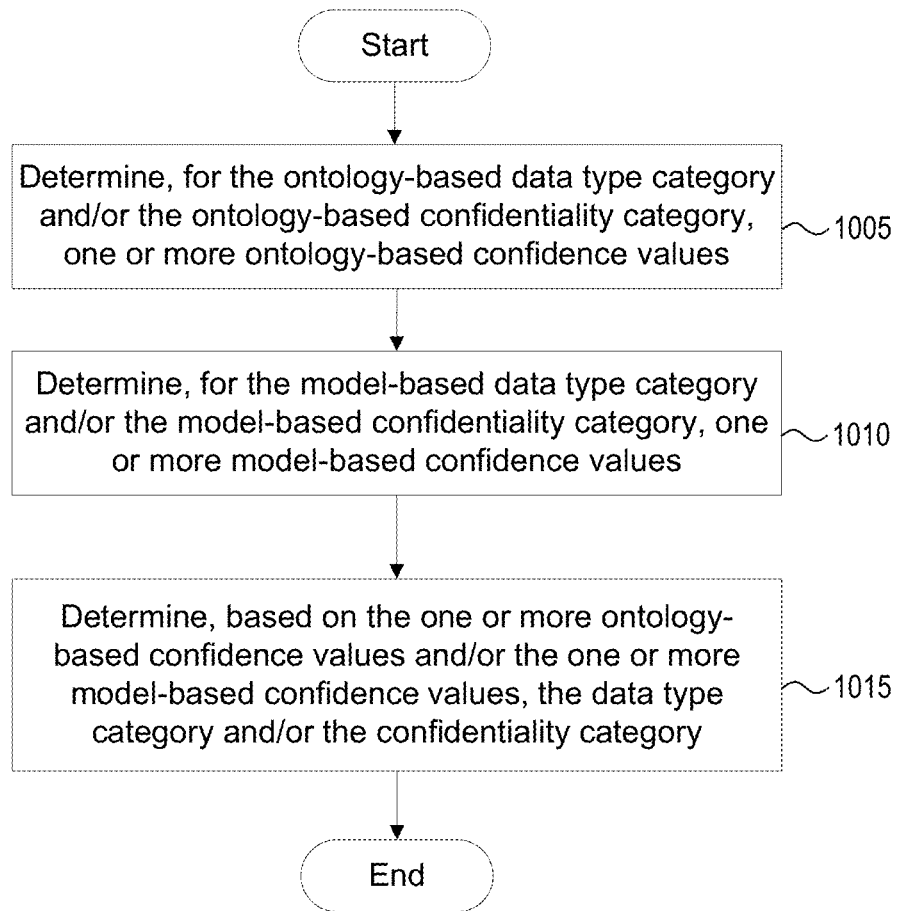 Start
Determine, for the ontology-based data type category
and/or the ontology-based confidentiality category,
one or more ontology-based confidence values
1005
Determine, for the model-based data type category
and/or the model-based confidentiality category, one
or more model-based confidence values
1010
Determine, based on the one or more ontology-
based confidence values and/or the one or more
model-based confidence values, the data type
category and/or the confidentiality category
1015
End